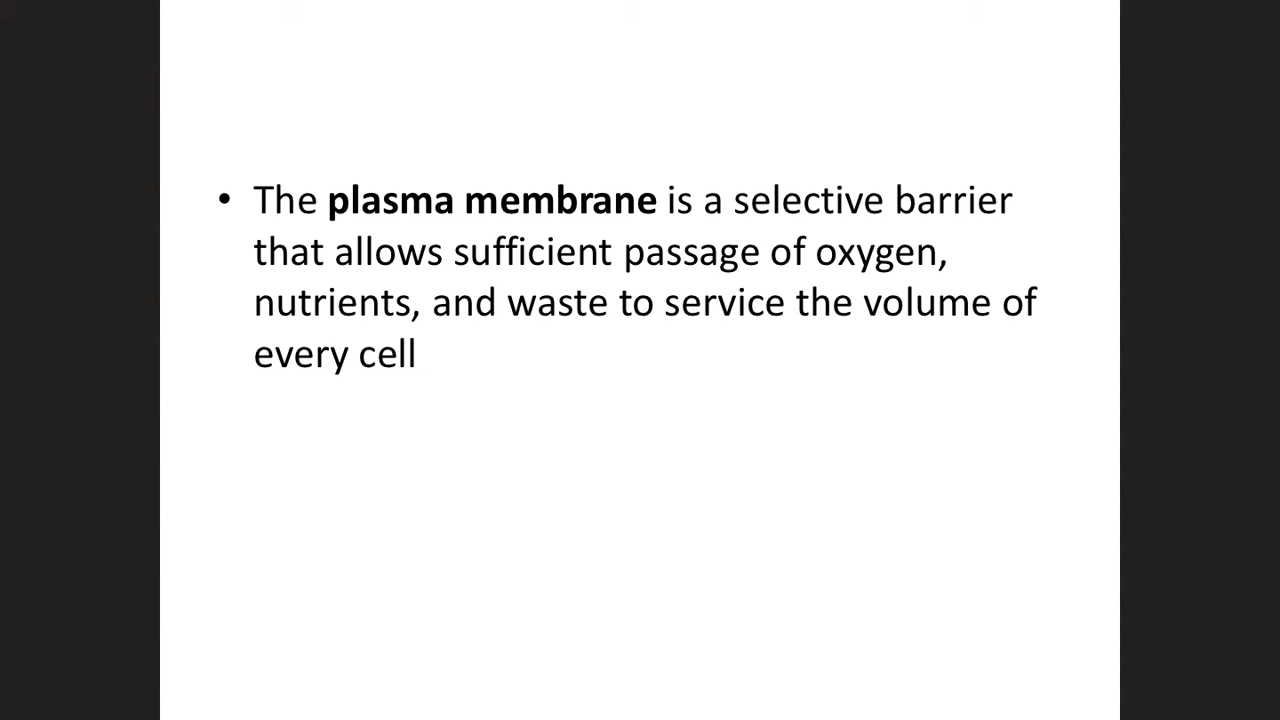 • The plasma membrane is a selective barrier
that allows sufficient passage of oxygen,
nutrients, and waste to service the volume of
every cell